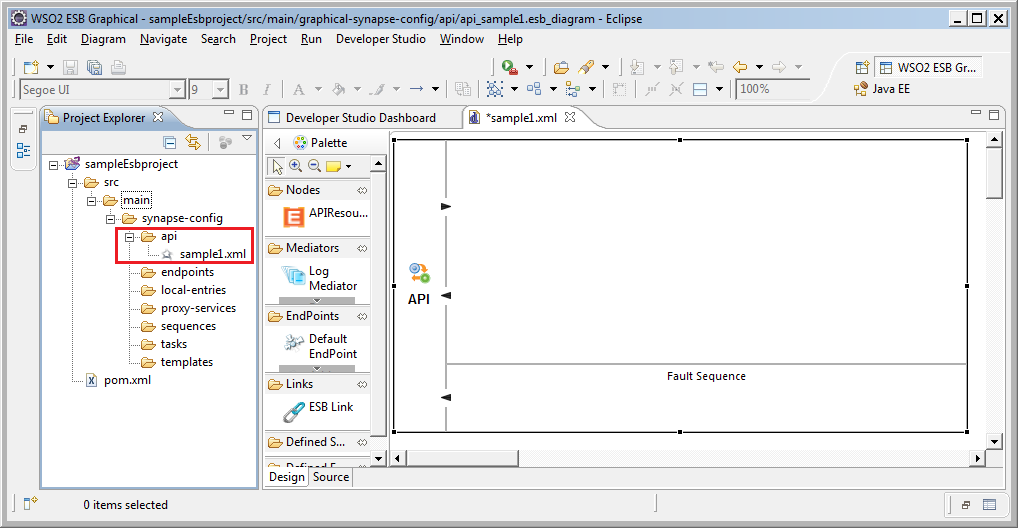 WSO2 ESB Graphical - sampleEsbproject/src/main/graphical-synapse-config/api/api_sample1.esb_diagram - Eclipse
File Edit Diagram Navigate Search Project Run Developer Studio Window Help
WSO2 ESB Gr...
Segoe UI 9 B I A 100% Java EE
Project Explorer
Developer Studio Dashboard *sample1.xml
Palette
sampleEsbproject
src
main
synapse-config
api
sample1.xml
endpoints
local-entries
proxy-services
sequences
tasks
templates
pom.xml
Nodes
APIResou...
Mediators
Log
Mediator
EndPoints
Default
EndPoint
Links
ESB Link
Defined S...
API
Fault Sequence
Design Source
0 items selected